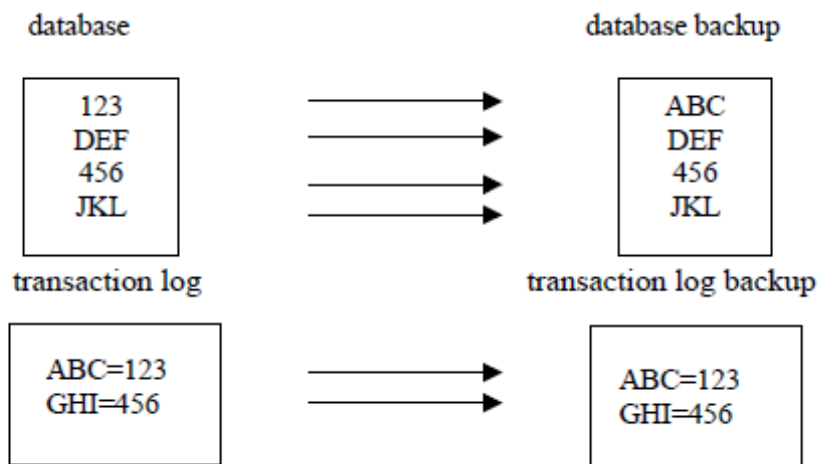 database
database backup
123
DEF
456
JKL
ABC
DEF
456
JKL
transaction log
transaction log backup
ABC=123
GHI=456
ABC=123
GHI=456